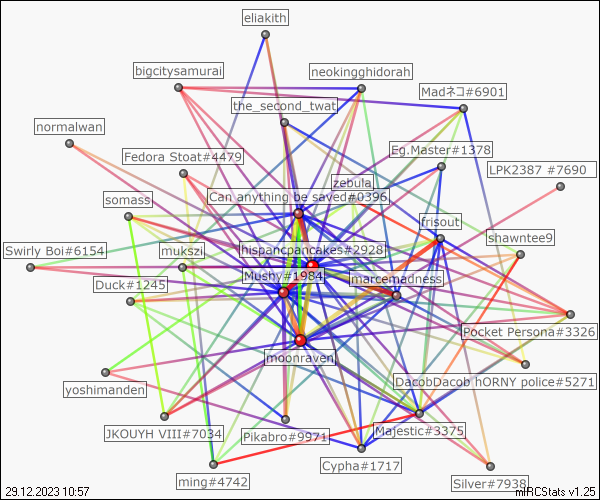 eliakith
bigcitysamurai
neokingghidorah
Madネコ#6901
the_second_twat
normalwan
Eg.Master#1378
Fedora Stoat#4479
LPK2387 #7690
zebula
Can anything be saved#0396
somass
frisout
shawntee9
Swirly Boi#6154
mukszi
hispancpancakes#2928
Mushy#1984
marcemadness
Duck#1245
Pocket Persona#3326
moonraven
DacobDacob hORNY police#5271
yoshimanden
JKOUYH VIII#7034
Pikabro#9971
Majestic#3375
Cypha#1717
ming#4742
Silver#7938
29.12.2023 10:57
mIRCStats v1.25